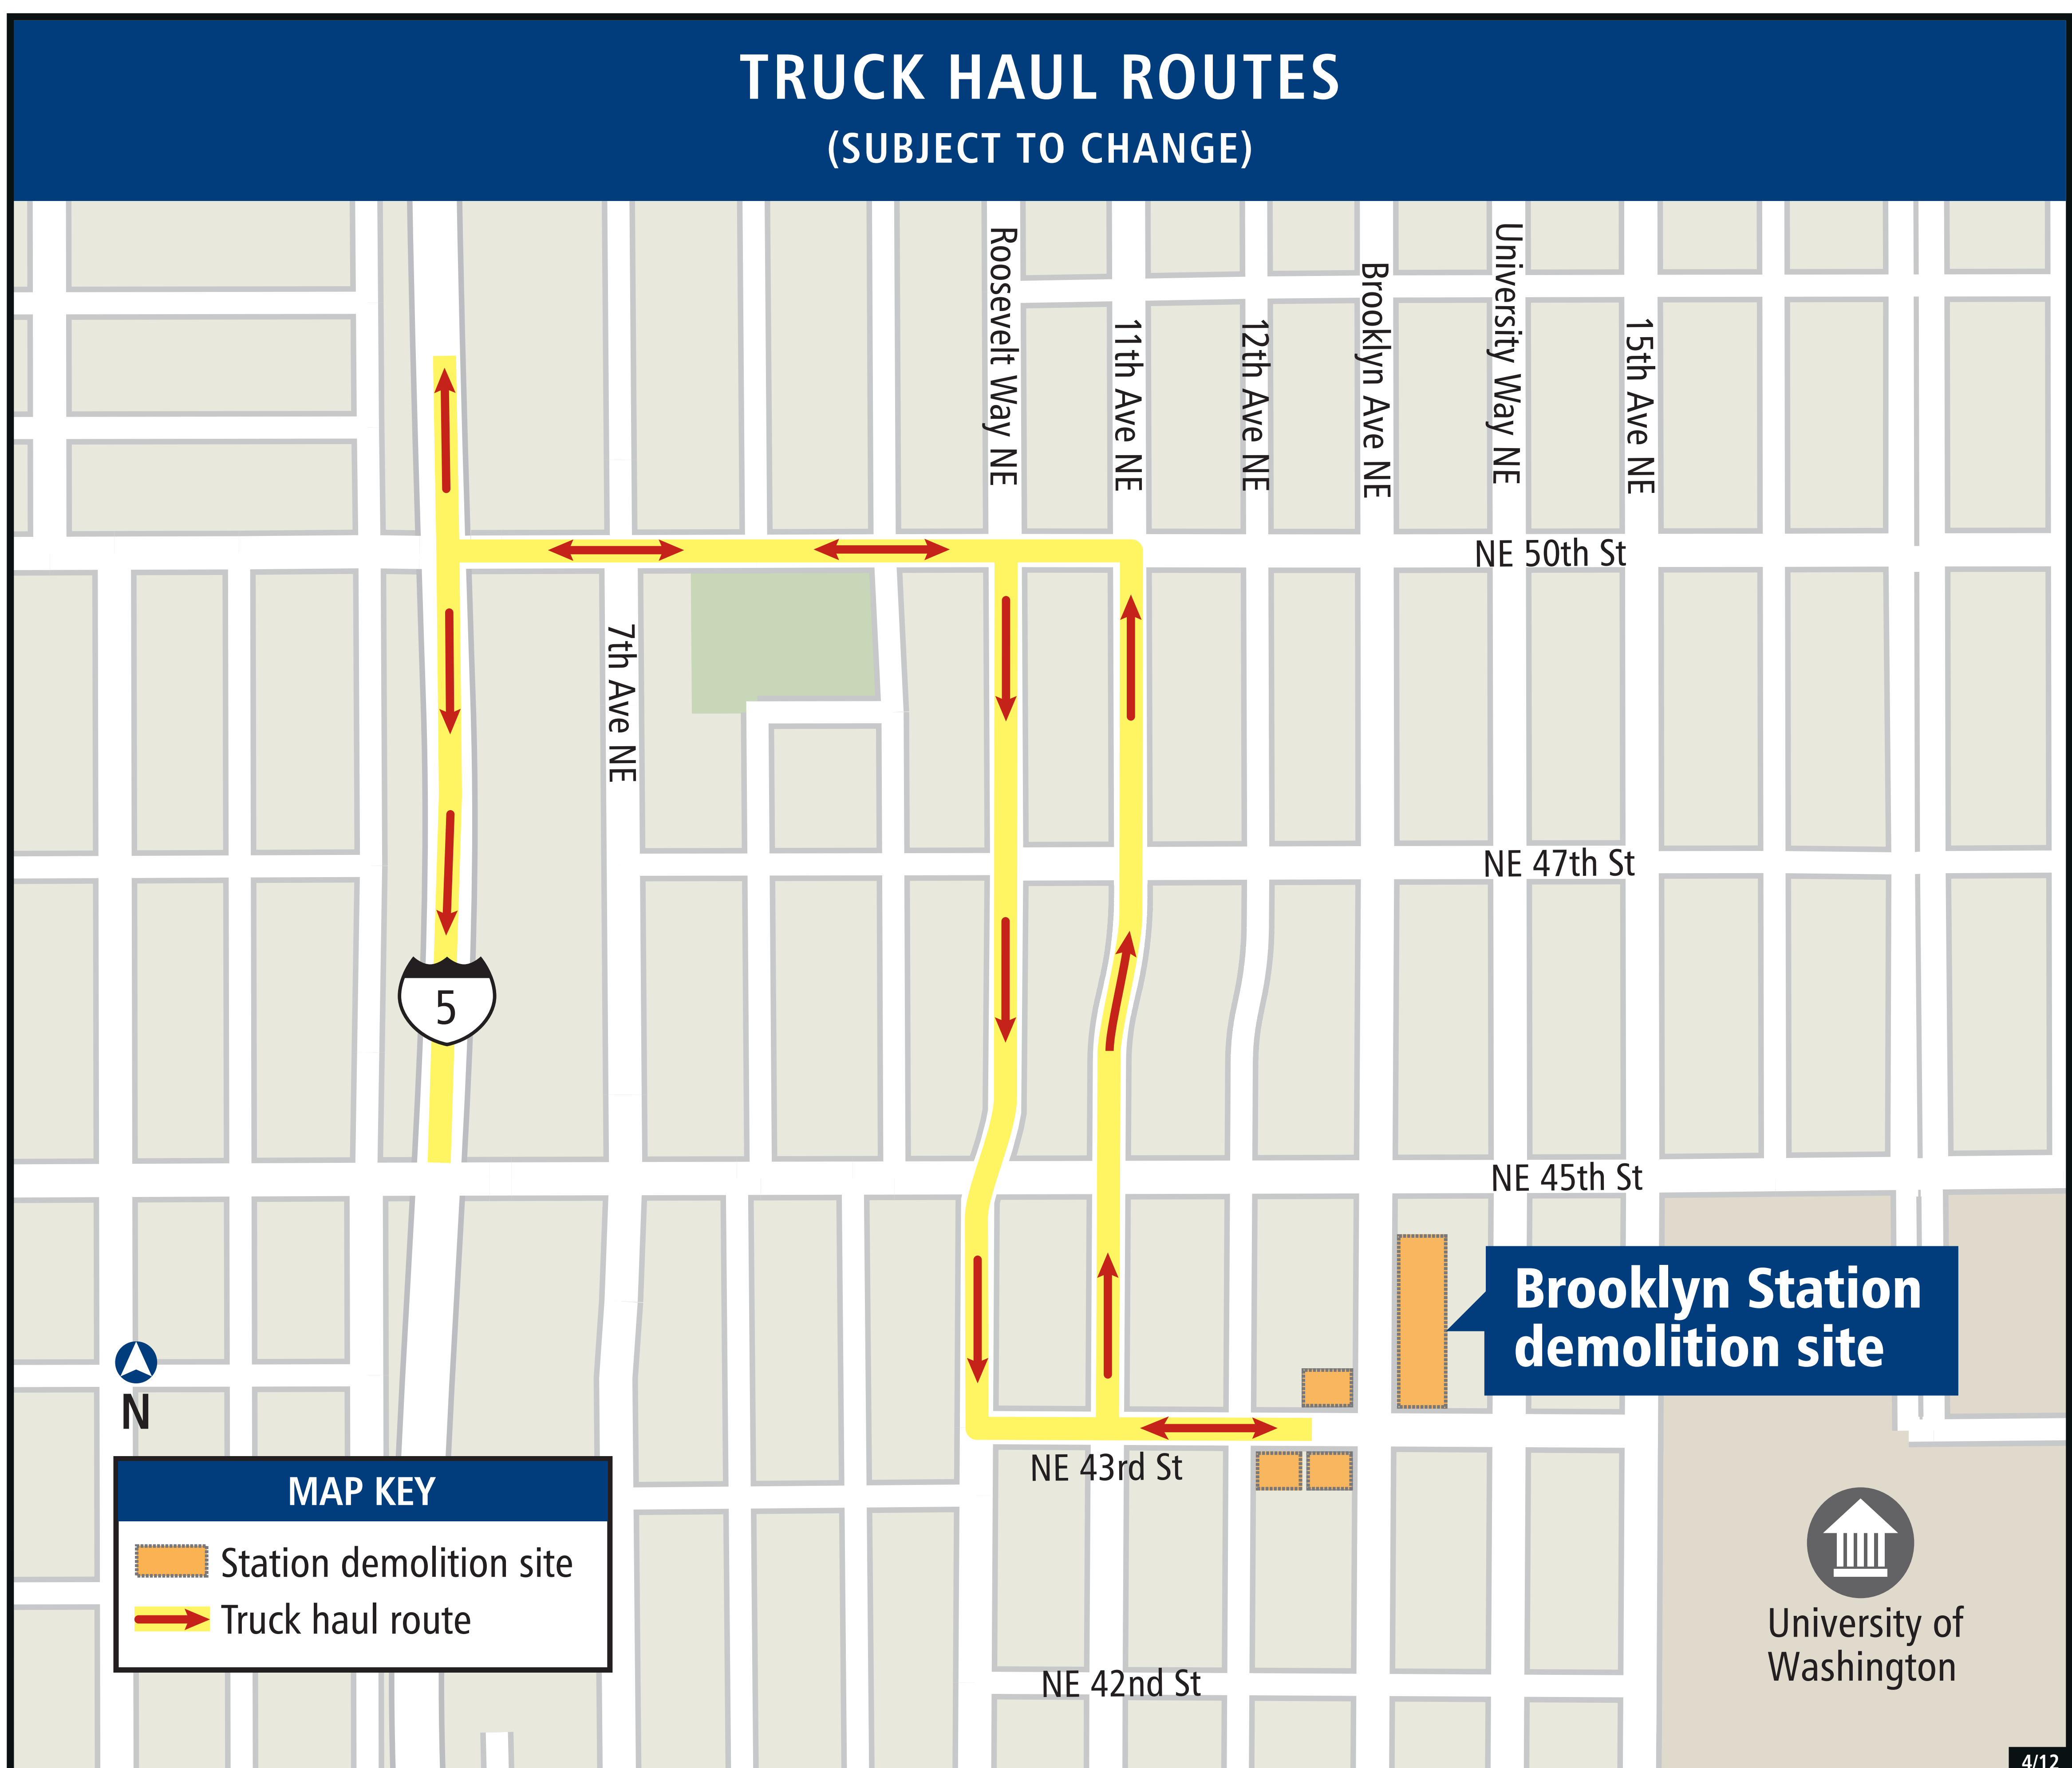 TRUCK HAUL ROUTES
(SUBJECT TO CHANGE)
Roosevelt Way NE
11th Ave NE
12th Ave NE
Brooklyn Ave NE
University Way NE
15th Ave NE
NE 50th St
7th Ave NE
NE 47th St
5
NE 45th St
Brooklyn Station
demolition site
N
NE 43rd St
MAP KEY
Station demolition site
Truck haul route
University of
Washington
NE 42nd St
4/12